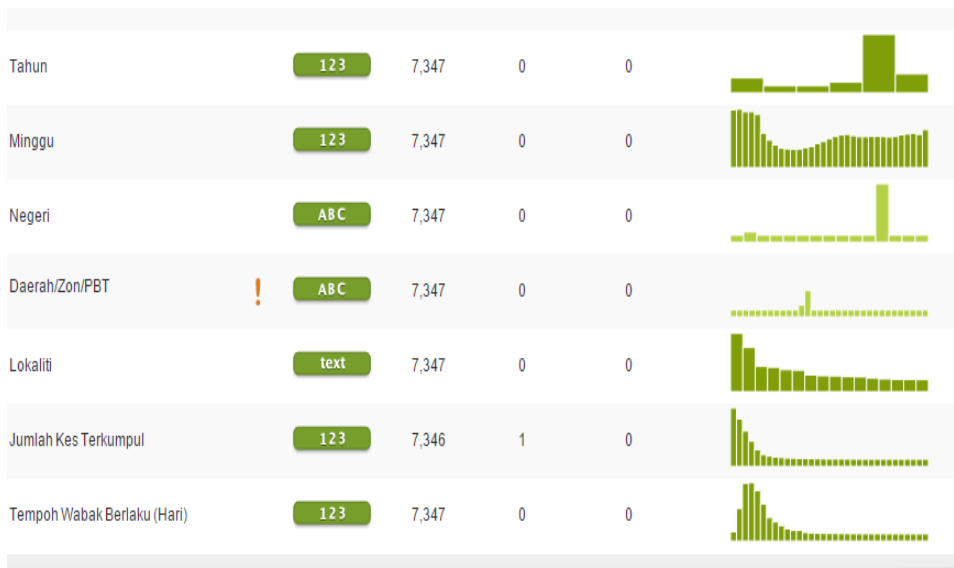 Tahun 123 7,347 0 0
Minggu 123 7,347 0 0
Negeri ABC 7,347 0 0
Daerah/Zon/PBT ! ABC 7,347 0 0
Lokaliti text 7,347 0 0
Jumlah Kes Terkumpul 123 7,346 1 0
Tempoh Wabak Berlaku (Hari) 123 7,347 0 0